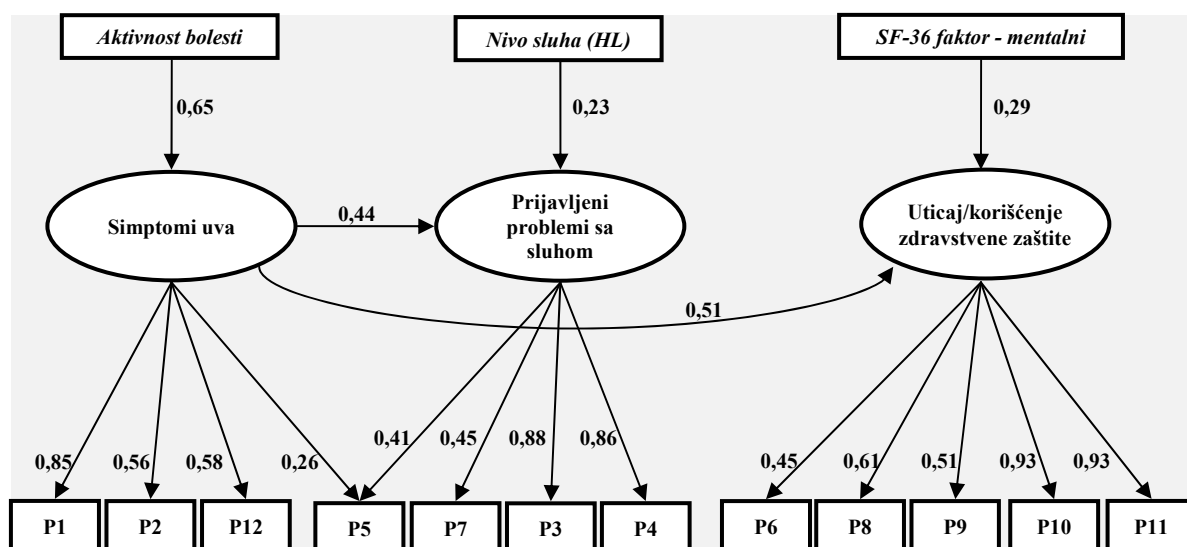 Aktivnost bolesti
Nivo sluha (HL)
SF-36 faktor - mentalni
0,65
0,23
0,29
Simptomi uva
0,44
Prijavljeni
problemi sa
sluhom
Uticaj/korišćenje
zdravstvene zaštite
0,51
0,85
0,56
0,58
0,26
0,41
0,45
0,88
0,86
0,45
0,61
0,51
0,93
0,93
P1
P2
P12
P5
P7
P3
P4
P6
P8
P9
P10
P11